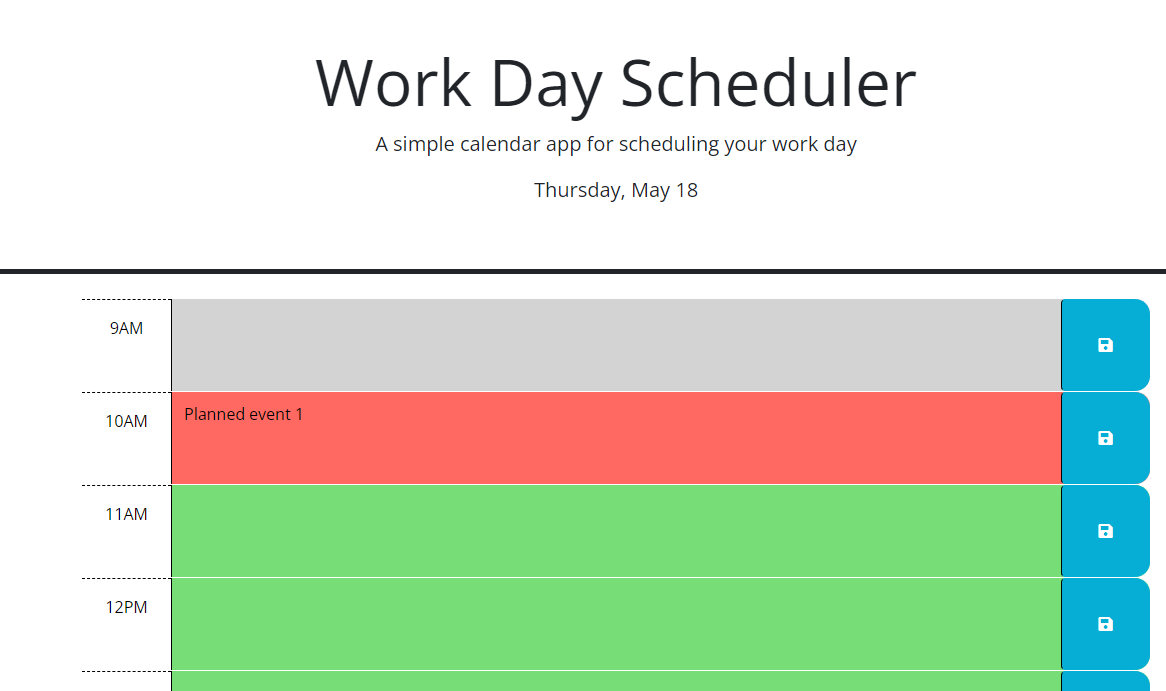 Work Day Scheduler
A simple calendar app for scheduling your work day
Thursday, May 18
9AM
10AM
Planned event 1
11AM
12PM